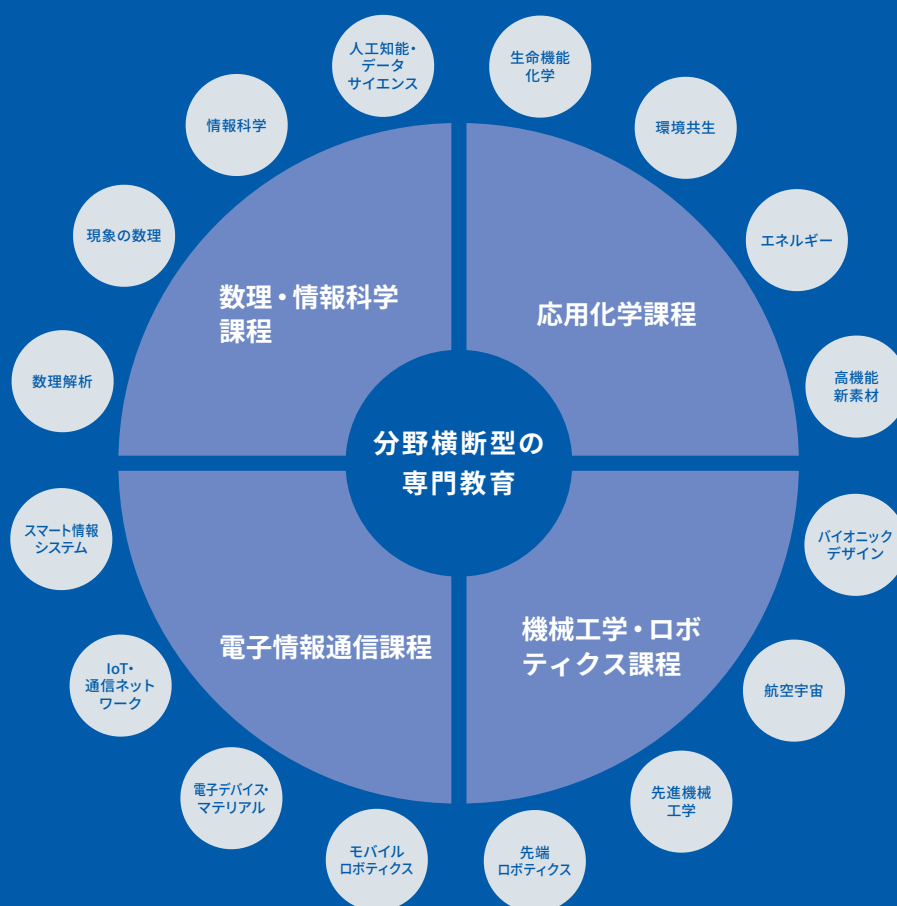 人工知能・
データ
サイエンス
生命機能
化学
情報科学
環境共生
現象の数理
エネルギー
数理・情報科学
課程
応用化学課程
数理解析
高機能
新素材
分野横断型の
専門教育
スマート情報
システム
バイオニック
デザイン
電子情報通信課程
機械工学・ロボ
ティクス課程
IoT・
通信ネット
ワーク
航空宇宙
電子デバイス・
マテリアル
先進機械
工学
モバイル
ロボティクス
先端
ロボティクス